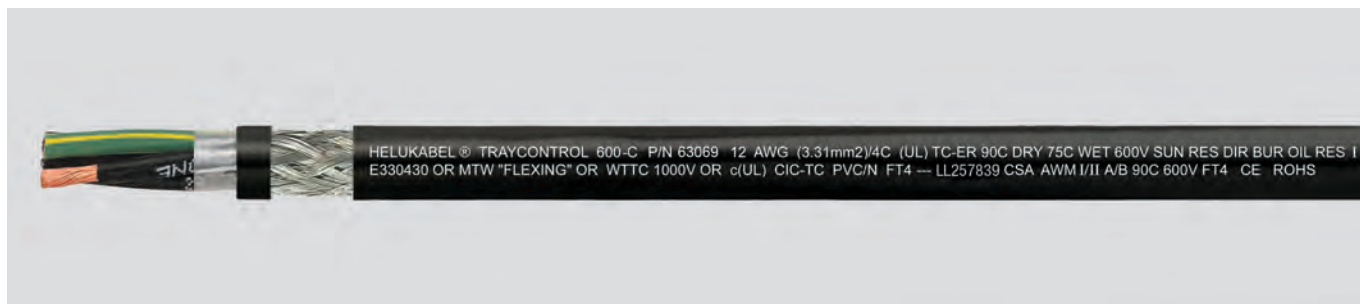 HELUKABEL ® TRAYCONTROL 600-C P/N 63069 12 AWG (3.31mm2)/4C (UL) TC-ER 90C DRY 75C WET 600V SUN RES DIR BUR OIL RES I
E330430 OR MTW "FLEXING" OR WTTC 1000V OR c(UL) CIC-TC PVC/N FT4 --- LL257839 CSA AWM I/II A/B 90C 600V FT4 CE ROHS